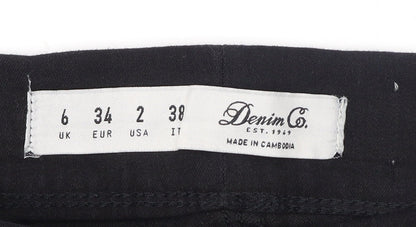 6 34 2 38
UK EUR USA IT
Denim Co.
EST. 1969
MADE IN CAMBODIA